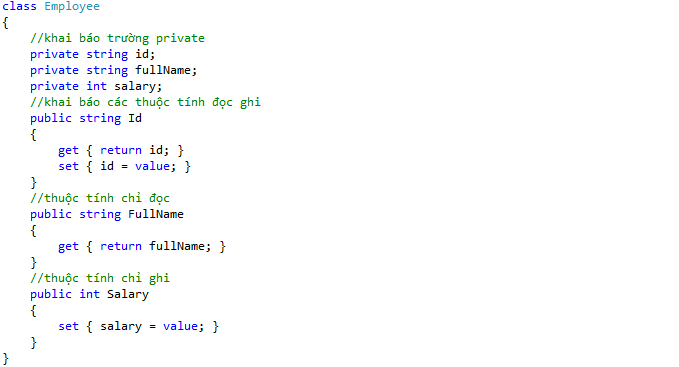 class Employee
{
    //khai báo trường private
    private string id;
    private string fullName;
    private int salary;
    //khai báo các thuộc tính đọc ghi
    public string Id
    {
        get { return id; }
        set { id = value; }
    }
    //thuộc tính chỉ đọc
    public string FullName
    {
        get { return fullName; }
    }
    //thuộc tính chỉ ghi
    public int Salary
    {
        set { salary = value; }
    }
}